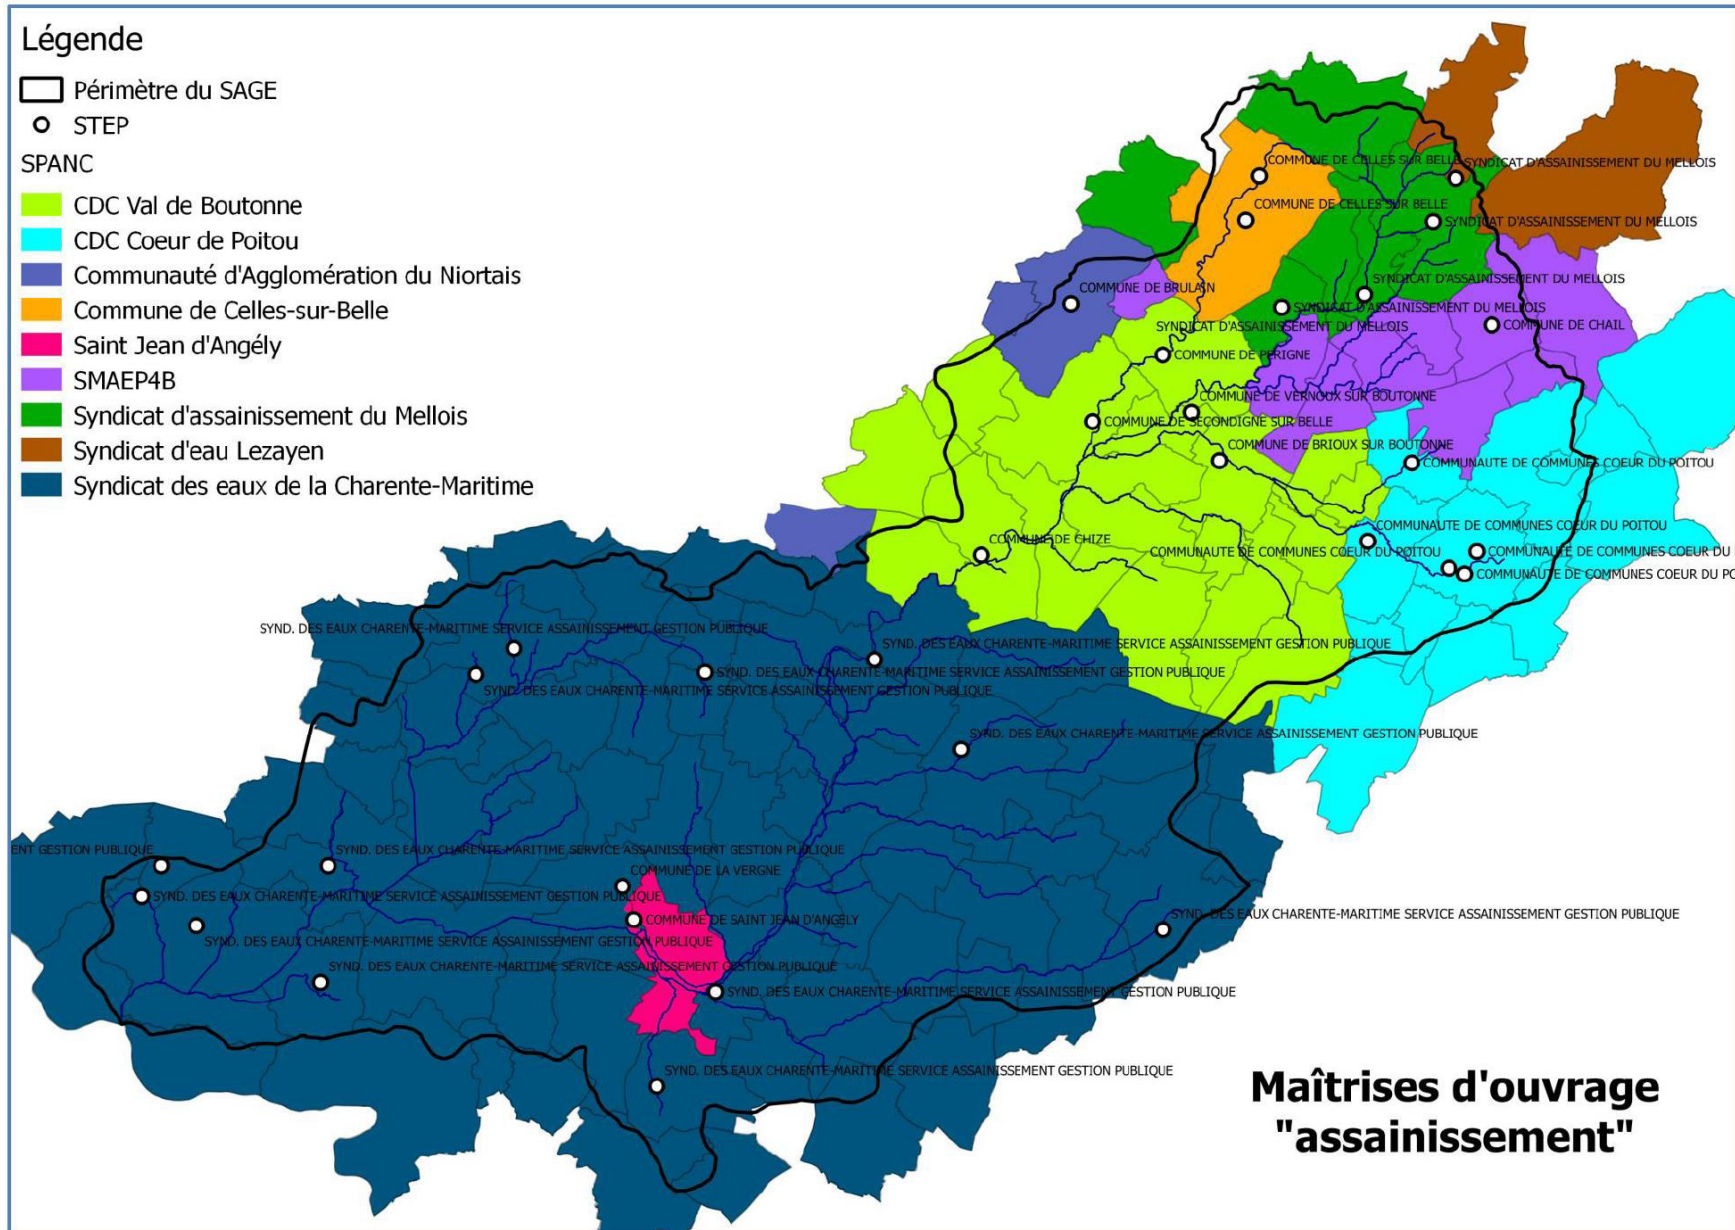 Légende
Périmètre du SAGE
STEP
SPANC
CDC Val de Boutonne
CDC Coeur de Poitou
Communauté d'Agglomération du Niortais
Commune de Celles-sur-Belle
Saint Jean d'Angély
SMAEP4B
Syndicat d'assainissement du Mellois
Syndicat d'eau Lezayen
Syndicat des eaux de la Charente-Maritime
COMMUNE DE CELLES SUR BELLE
SYNDICAT D'ASSAINISSEMENT DU MELLOIS
COMMUNE DE CELLES SUR BELLE
SYNDICAT D'ASSAINISSEMENT DU MELLOIS
SYNDICAT D'ASSAINISSEMENT DU MELLOIS
COMMUNE DE BRULAIN
SYNDICAT D'ASSAINISSEMENT DU MELLOIS
SYNDICAT D'ASSAINISSEMENT DU MELLOIS
COMMUNE DE CHAIL
COMMUNE DE PERIGNE
COMMUNE DE VERNOUX SUR BOUTONNE
COMMUNE DE SECONDIGNE SUR BELLE
COMMUNE DE BRIOUX SUR BOUTONNE
COMMUNAUTE DE COMMUNES COEUR DU POITOU
COMMUNAUTE DE COMMUNES COEUR DU POITOU
COMMUNE DE CHIZE
COMMUNAUTE DE COMMUNES COEUR DU POITOU
COMMUNAUTE DE COMMUNES COEUR DU
COMMUNAUTE DE COMMUNES COEUR DU PO
SYND. DES EAUX CHARENTE-MARITIME SERVICE ASSAINISSEMENT GESTION PUBLIQUE
SYND. DES EAUX CHARENTE-MARITIME SERVICE ASSAINISSEMENT GESTION PUBLIQUE
SYND. DES EAUX CHARENTE-MARITIME SERVICE ASSAINISSEMENT GESTION PUBLIQUE
SYND. DES EAUX CHARENTE-MARITIME SERVICE ASSAINISSEMENT GESTION PUBLIQUE
SYND. DES EAUX CHARENTE-MARITIME SERVICE ASSAINISSEMENT GESTION PUBLIQUE
ENT GESTION PUBLIQUE
SYND. DES EAUX CHARENTE-MARITIME SERVICE ASSAINISSEMENT GESTION PUBLIQUE
COMMUNE DE LA VERGNE
SYND. DES EAUX CHARENTE-MARITIME SERVICE ASSAINISSEMENT GESTION PUBLIQUE
COMMUNE DE SAINT JEAN D'ANGELY
SYND. DES EAUX CHARENTE-MARITIME SERVICE ASSAINISSEMENT GESTION PUBLIQUE
SYND. DES EAUX CHARENTE-MARITIME SERVICE ASSAINISSEMENT GESTION PUBLIQUE
SYND. DES EAUX CHARENTE-MARITIME SERVICE ASSAINISSEMENT GESTION PUBLIQUE
SYND. DES EAUX CHARENTE-MARITIME SERVICE ASSAINISSEMENT GESTION PUBLIQUE
SYND. DES EAUX CHARENTE-MARITIME SERVICE ASSAINISSEMENT GESTION PUBLIQUE
Maîtrises d'ouvrage
"assainissement"